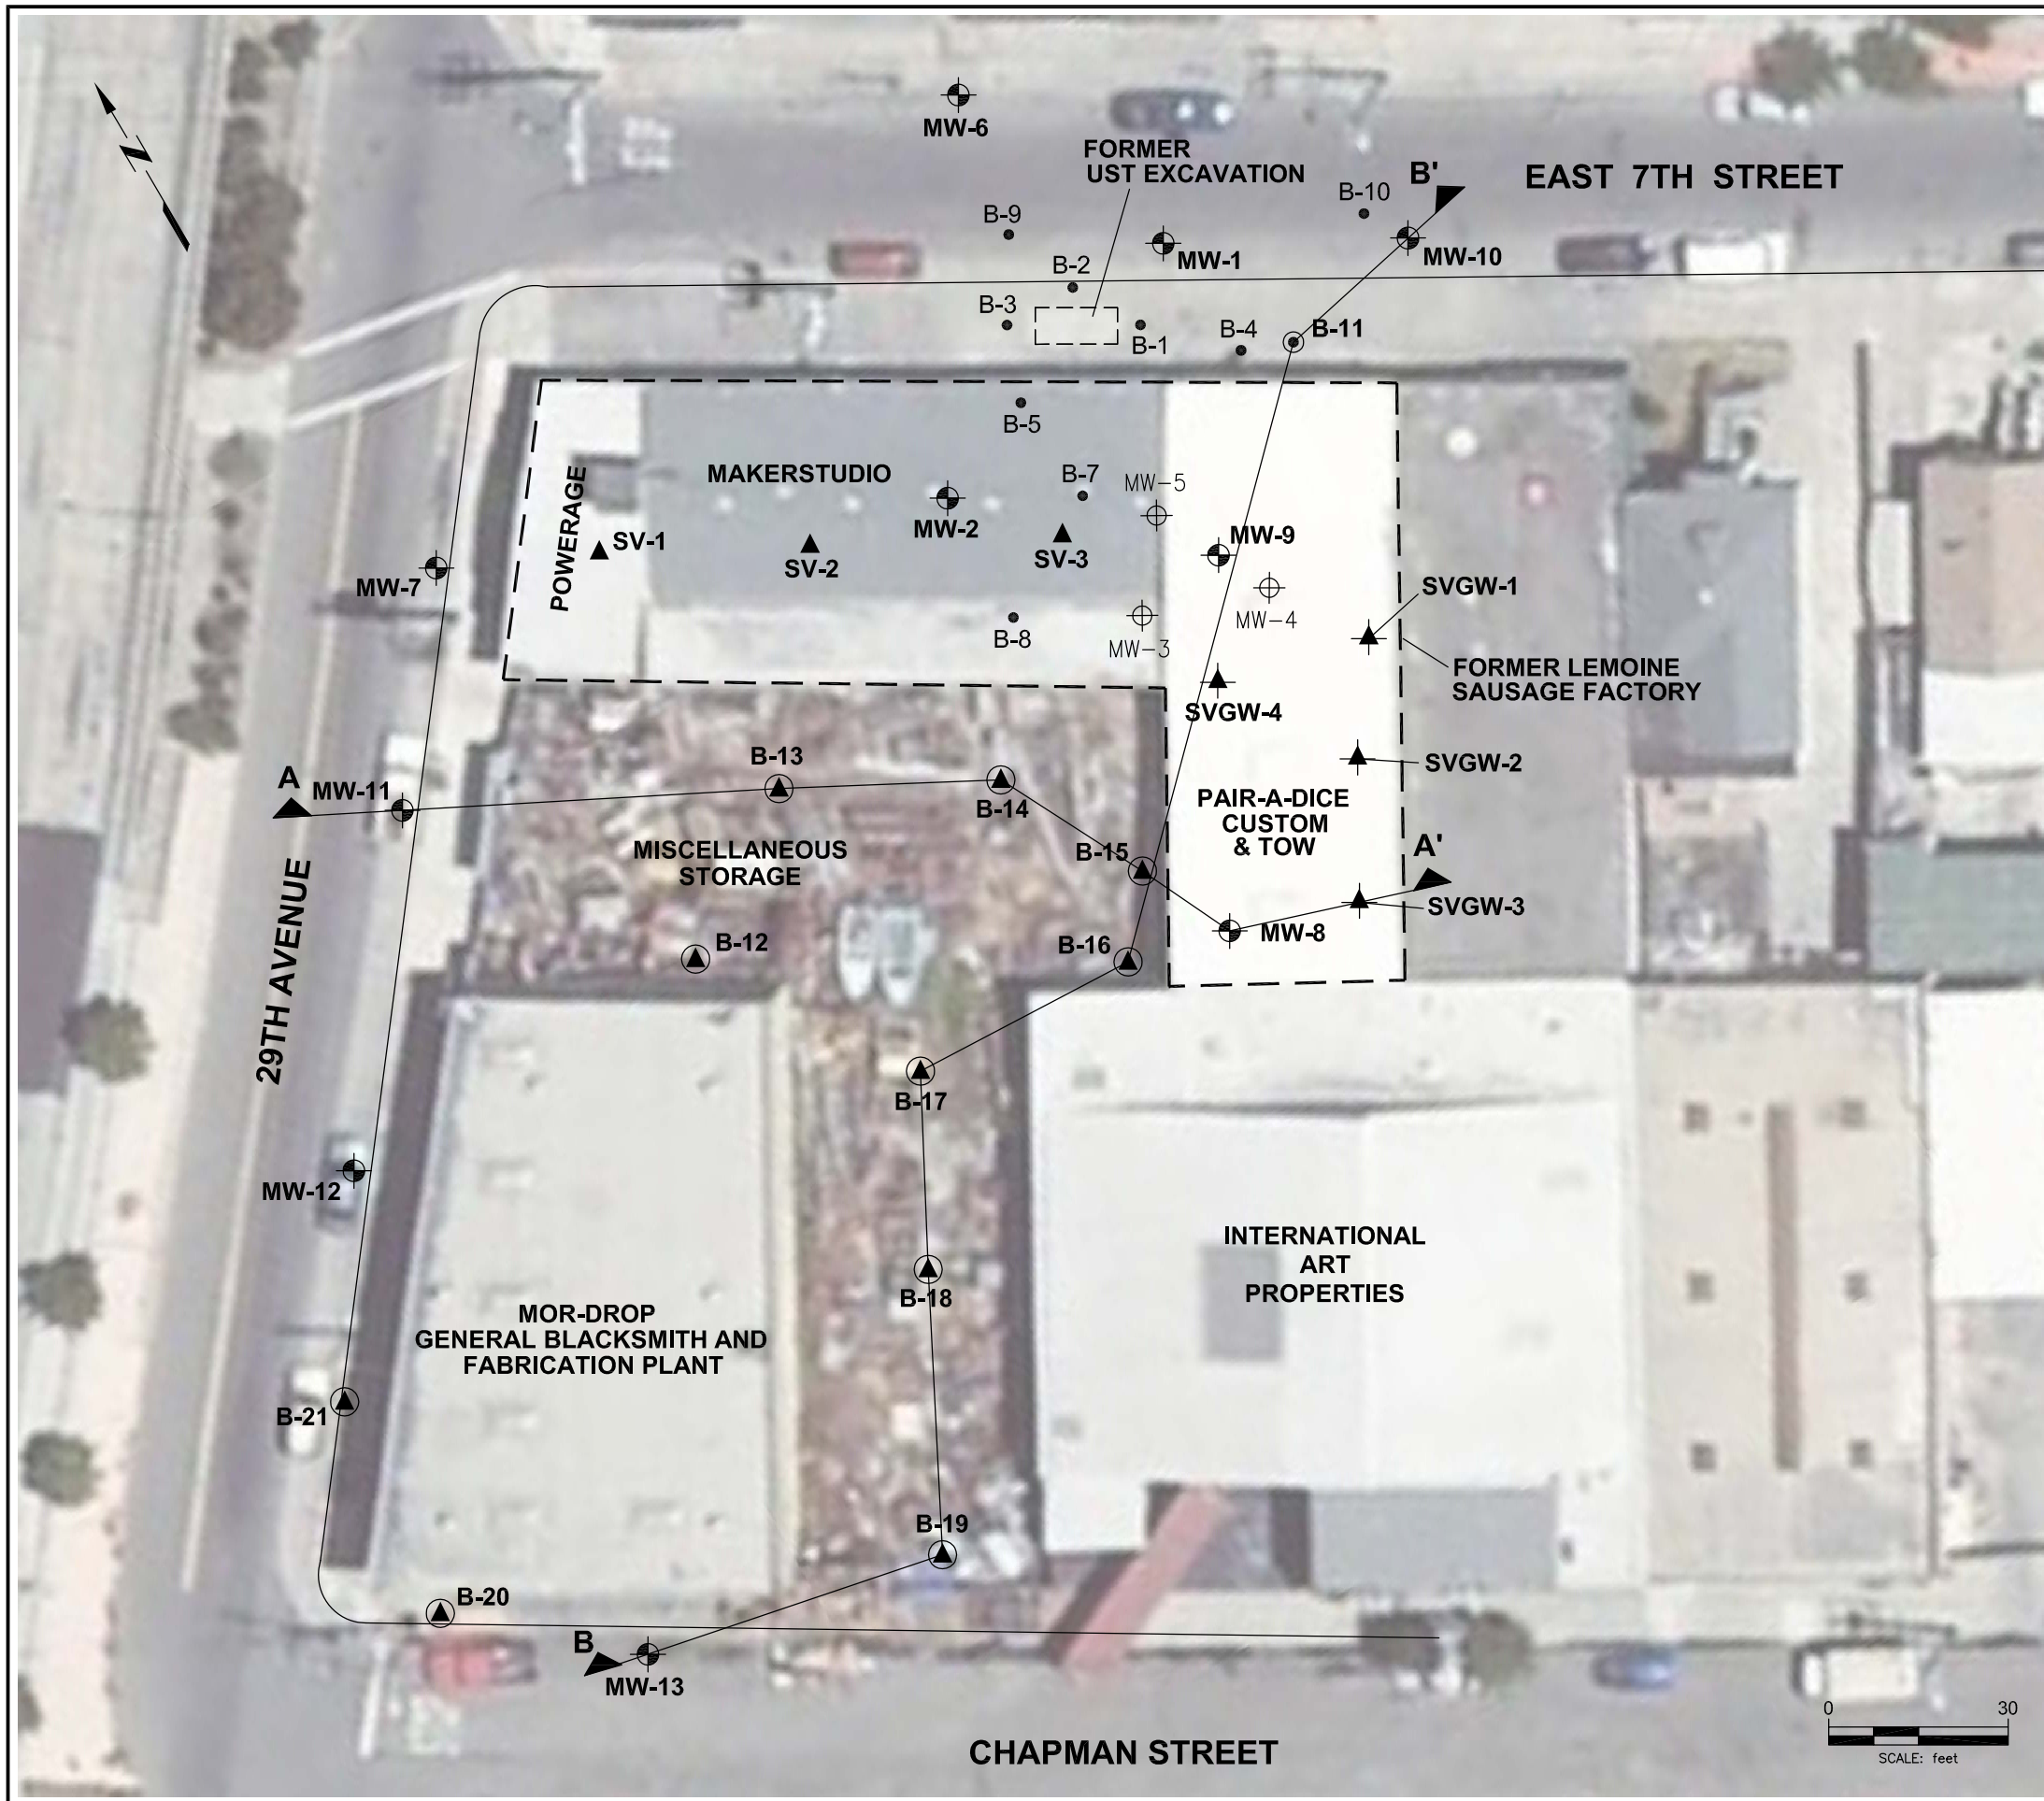 MW-6
FORMER
UST EXCAVATION
B'
EAST 7TH STREET
B-10
B-9
MW-1
MW-10
B-2
B-3
B-1
B-4
B-11
N
B-5
MAKERSTUDIO
B-7
MW-5
POWERAGE
SV-1
MW-2
SV-2
SV-3
MW-9
MW-7
SVGW-1
B-8
MW-4
MW-3
FORMER LEMOINE
SAUSAGE FACTORY
SVGW-4
B-13
SVGW-2
A
MW-11
B-14
PAIR-A-DICE
CUSTOM
& TOW
MISCELLANEOUS
STORAGE
B-15
A'
SVGW-3
29TH AVENUE
B-12
B-16
MW-8
B-17
MW-12
INTERNATIONAL
ART
PROPERTIES
B-18
MOR-DROP
GENERAL BLACKSMITH AND
FABRICATION PLANT
B-21
B-19
B-20
B
MW-13
0 30
SCALE: feet
CHAPMAN STREET